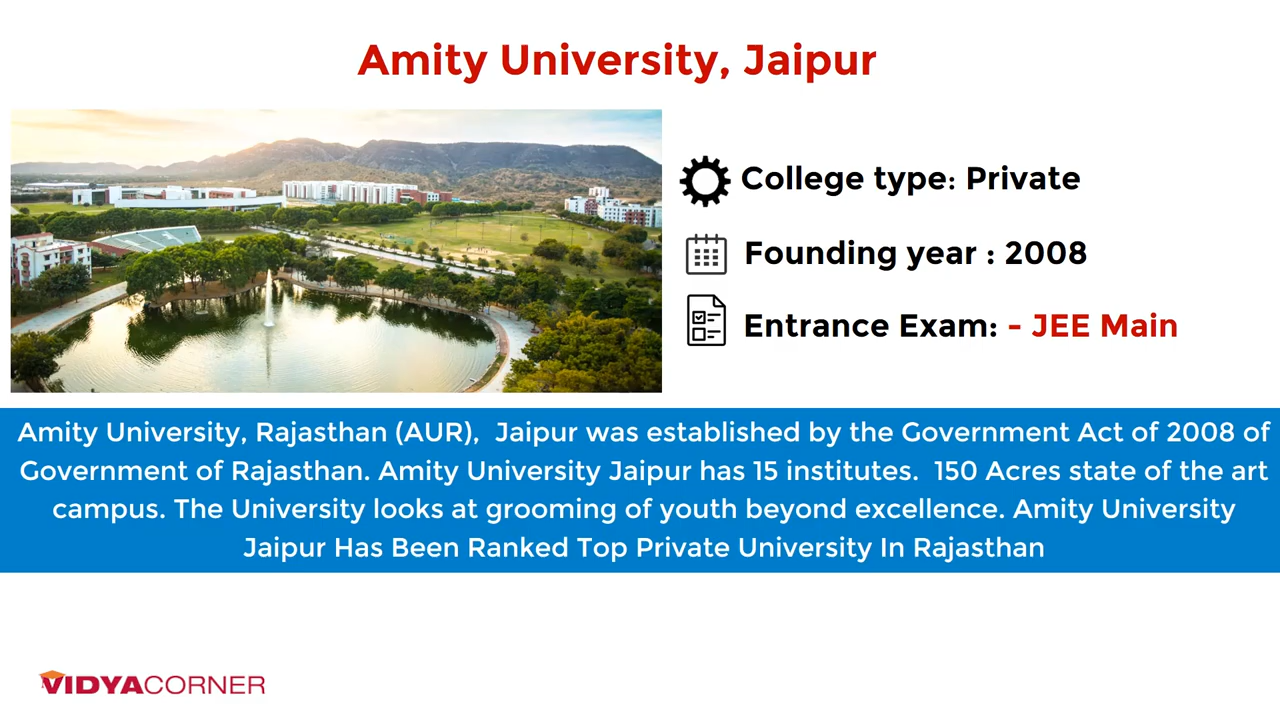 Amity University, Jaipur
College type: Private
Founding year : 2008
Entrance Exam: - JEE Main
Amity University, Rajasthan (AUR),  Jaipur was established by the Government Act of 2008 of
Government of Rajasthan. Amity University Jaipur has 15 institutes.  150 Acres state of the art
campus. The University looks at grooming of youth beyond excellence. Amity University
Jaipur Has Been Ranked Top Private University In Rajasthan
VIDYACORNER